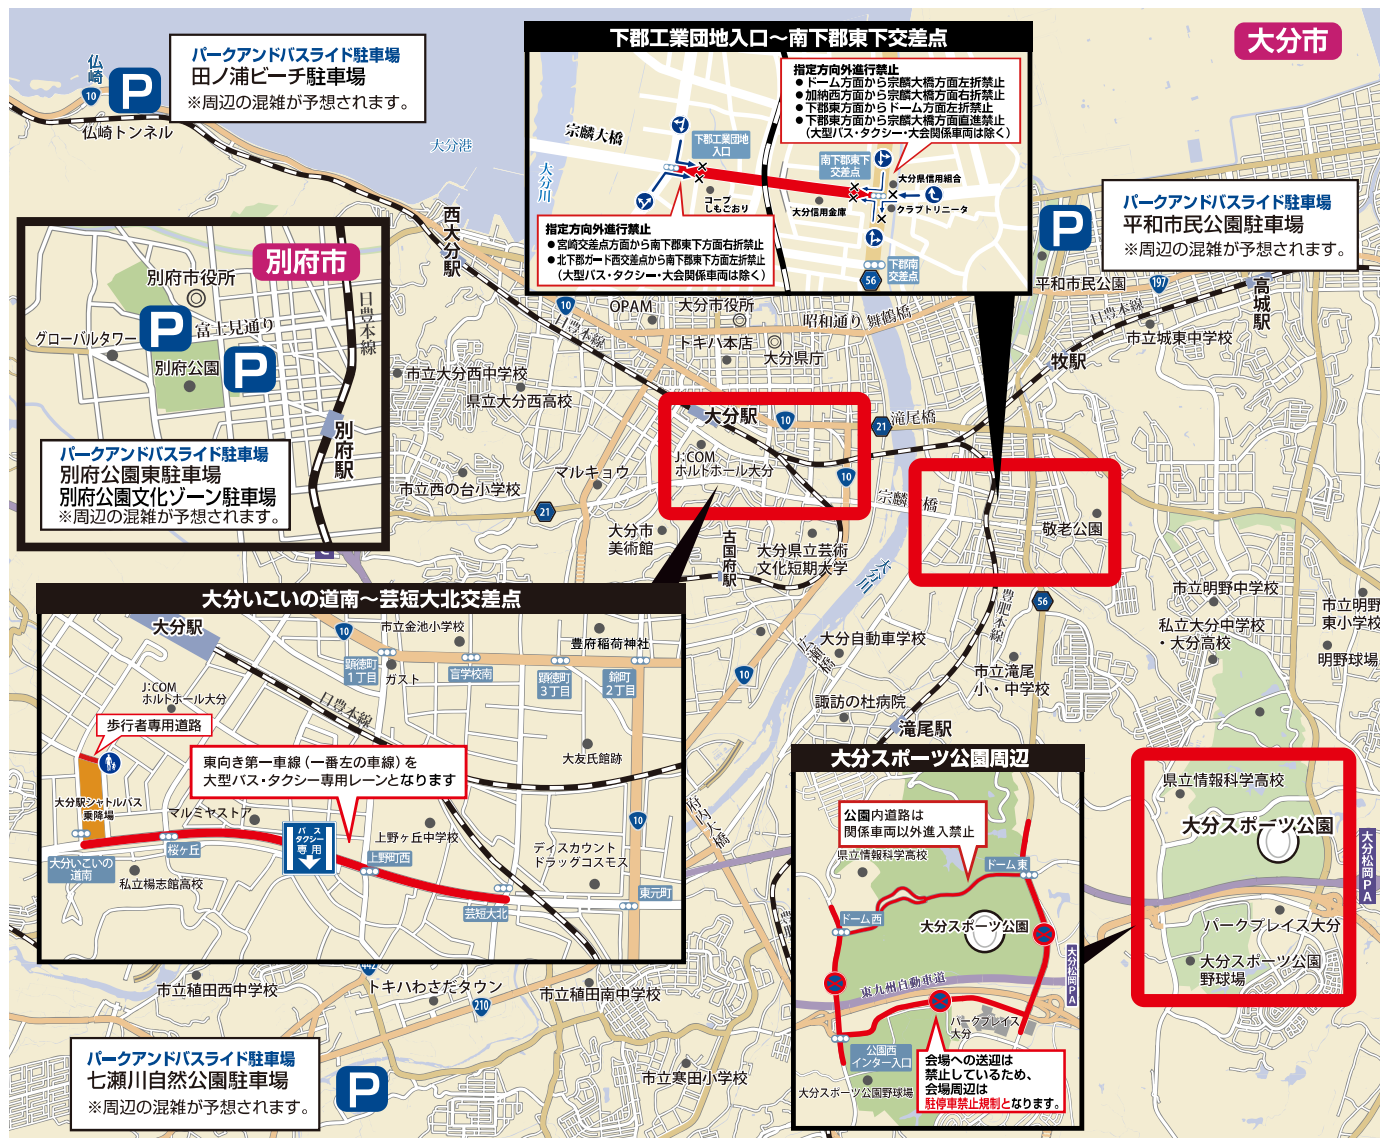 大分市
パークアンドバスライド駐車場
田ノ浦ビーチ駐車場
※周辺の混雑が予想されます。
仏崎
10
P
仏崎トンネル
大分港
西大分駅
下郡工業団地入口～南下郡東下交差点
指定方向外進行禁止
●ドーム方面から宗麟大橋方面左折禁止
●加納西方面から宗麟大橋方面右折禁止
●下郡東方面からドーム方面左折禁止
●下郡東方面から宗麟大橋方面直進禁止
（大型バス・タクシー・大会関係車両は除く）
宗麟大橋
大分川
下郡工業団地
入口
南下郡東下
交差点
大分県信用組合
コープ
しもごおり
大分信用金庫
クラブトリニータ
指定方向外進行禁止
●宮崎交差点方面から南下郡東下方面右折禁止
●北下郡ガード西交差点から南下郡東下方面左折禁止
（大型バス・タクシー・大会関係車両は除く）
下郡南
交差点
56
パークアンドバスライド駐車場
平和市民公園駐車場
※周辺の混雑が予想されます。
P
平和市民公園
197
高城駅
日豊本線
市立城東中学校
牧駅
別府市
別府市役所
P
富士見通り
グローバルタワー
別府公園
P
日豊本線
別府駅
パークアンドバスライド駐車場
別府公園東駐車場
別府公園文化ゾーン駐車場
※周辺の混雑が予想されます。
10
OPAM
大分市役所
昭和通り
舞鶴橋
日豊本線
トキハ本店
大分県庁
市立大分西中学校
県立大分西高校
大分駅
10
21
滝尾橋
J:COM
ホルトホール大分
マルキョウ
市立西の台小学校
21
10
宗麟大橋
敬老公園
大分市
美術館
古国府駅
大分県立芸術
文化短期大学
大分川
豊肥本線
56
市立明野中学校
市立明野
東小学校
私立大分中学校
・大分高校
明野球場
広瀬橋
大分自動車学校
市立滝尾
小・中学校
10
諏訪の杜病院
滝尾駅
府内大橋
大分いこいの道南～芸短大北交差点
大分駅
10
市立金池小学校
豊府稲荷神社
顕徳町
1丁目
ガスト
盲学校南
顕徳町
3丁目
錦町
2丁目
J:COM
ホルトホール大分
日豊本線
歩行者専用道路
東向き第一車線（一番左の車線）を
大型バス・タクシー専用レーンとなります
大友氏館跡
大分駅シャトルバス
乗降場
マルミヤストア
バス
タクシー
専用
上野ヶ丘中学校
10
ディスカウント
ドラッグコスモス
大分いこいの
道南
桜ヶ丘
上野町西
私立楊志館高校
芸短大北
東元町
大分スポーツ公園周辺
公園内道路は
関係車両以外進入禁止
県立情報科学高校
ドーム東
ドーム西
大分スポーツ公園
東九州自動車道
大分松岡PA
パークプレイス
大分
公園西
インター入口
会場への送迎は
禁止しているため、
会場周辺は
駐停車禁止規制となります。
大分スポーツ公園野球場
県立情報科学高校
大分スポーツ公園
大分松岡PA
パークプレイス大分
大分スポーツ公園
野球場
市立稙田西中学校
442
トキハわさだタウン
210
市立稙田南中学校
市立寒田小学校
パークアンドバスライド駐車場
七瀬川自然公園駐車場
※周辺の混雑が予想されます。
P